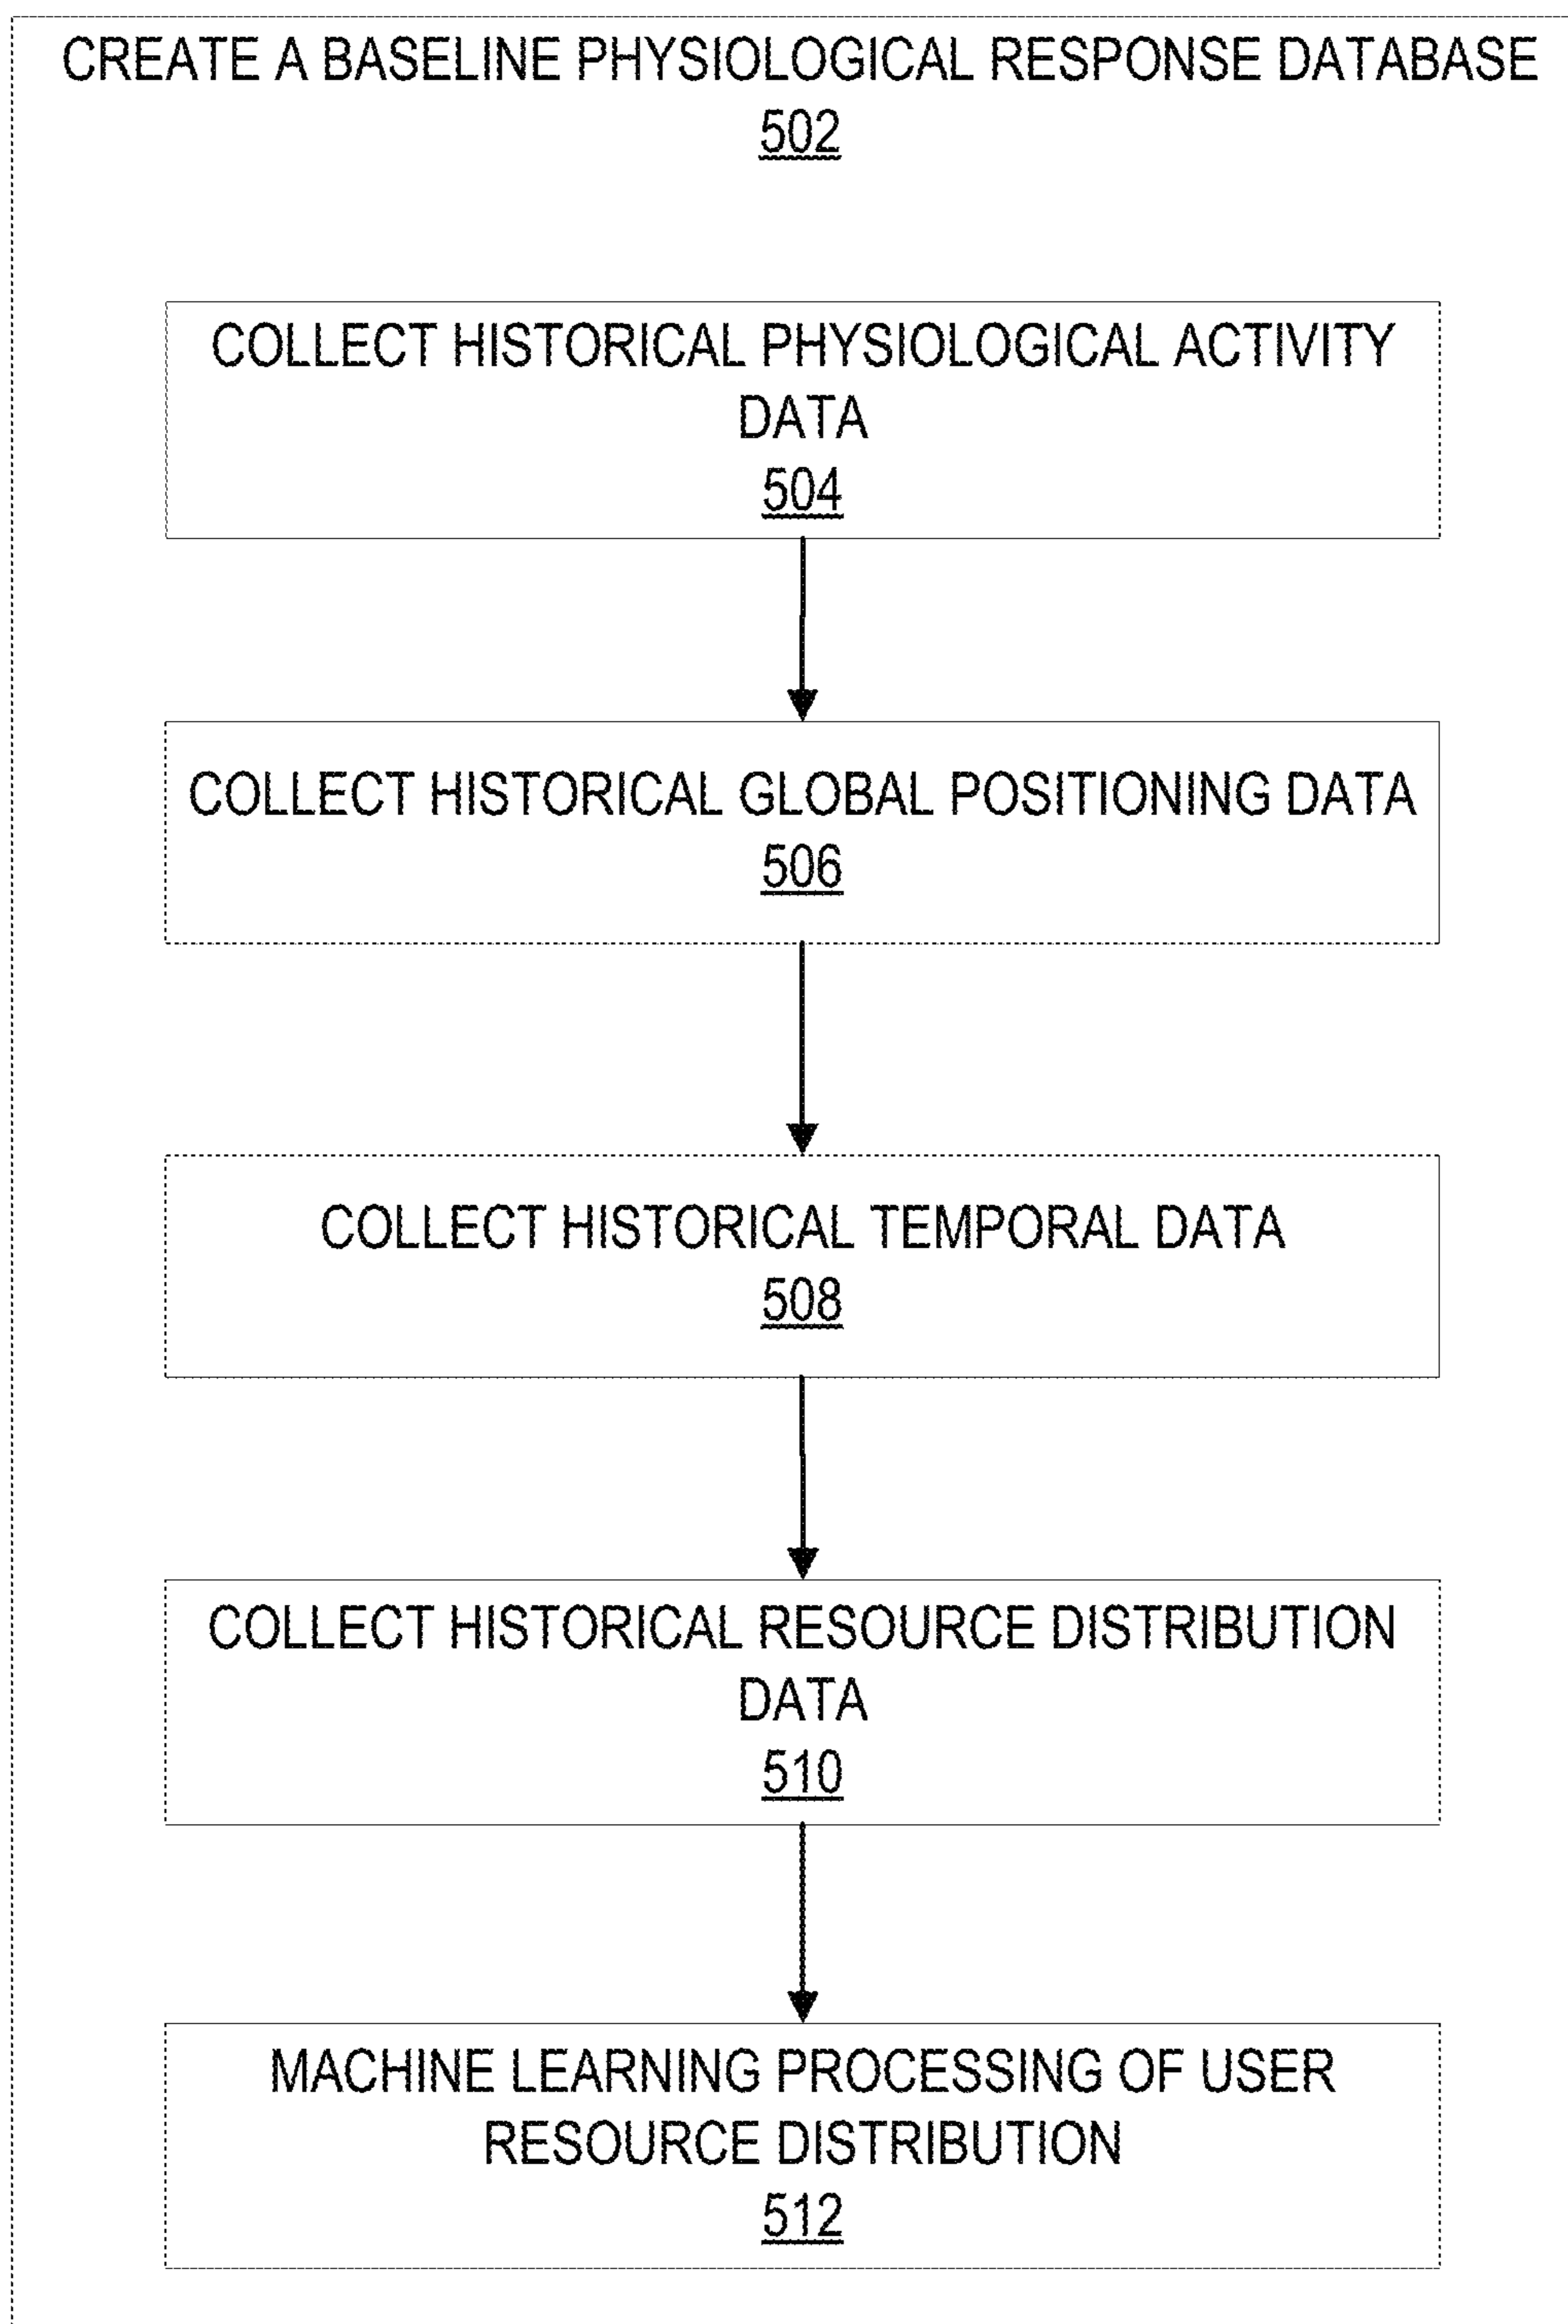 CREATE A BASELINE PHYSIOLOGICAL RESPONSE DATABASE
502
COLLECT HISTORICAL PHYSIOLOGICAL ACTIVITY
DATA
504
COLLECT HISTORICAL GLOBAL POSITIONING DATA
506
COLLECT HISTORICAL TEMPORAL DATA
508
COLLECT HISTORICAL RESOURCE DISTRIBUTION
DATA
510
MACHINE LEARNING PROCESSING OF USER
RESOURCE DISTRIBUTION
512